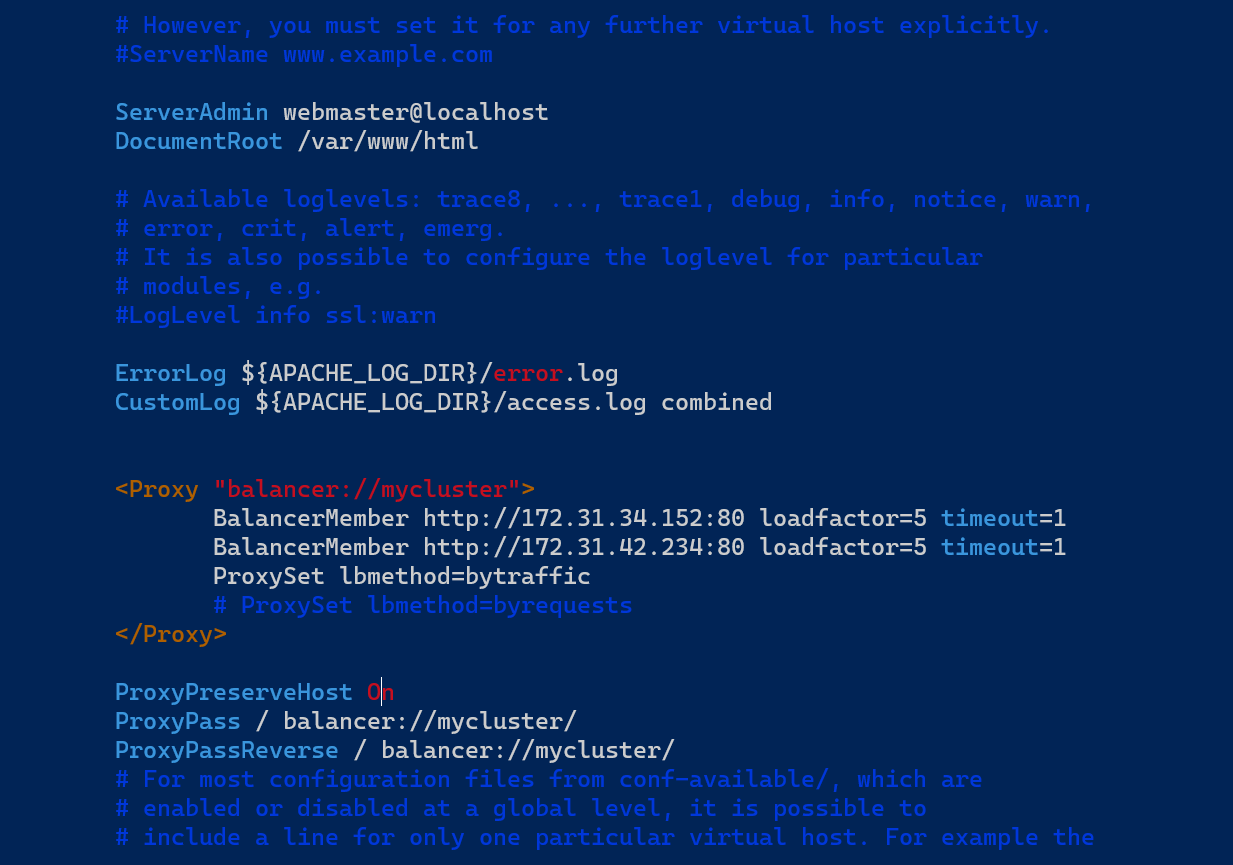 # However, you must set it for any further virtual host explicitly.
#ServerName www.example.com
ServerAdmin webmaster@localhost
DocumentRoot /var/www/html
# Available loglevels: trace8, ..., trace1, debug, info, notice, warn,
# error, crit, alert, emerg.
# It is also possible to configure the loglevel for particular
# modules, e.g.
#LogLevel info ssl:warn
ErrorLog ${APACHE_LOG_DIR}/error.log
CustomLog ${APACHE_LOG_DIR}/access.log combined
<Proxy "balancer://mycluster">
BalancerMember http://172.31.34.152:80 loadfactor=5 timeout=1
BalancerMember http://172.31.42.234:80 loadfactor=5 timeout=1
ProxySet lbmethod=bytraffic
# ProxySet lbmethod=byrequests
</Proxy>
ProxyPreserveHost On
ProxyPass / balancer://mycluster/
ProxyPassReverse / balancer://mycluster/
# For most configuration files from conf-available/, which are
# enabled or disabled at a global level, it is possible to
# include a line for only one particular virtual host. For example the